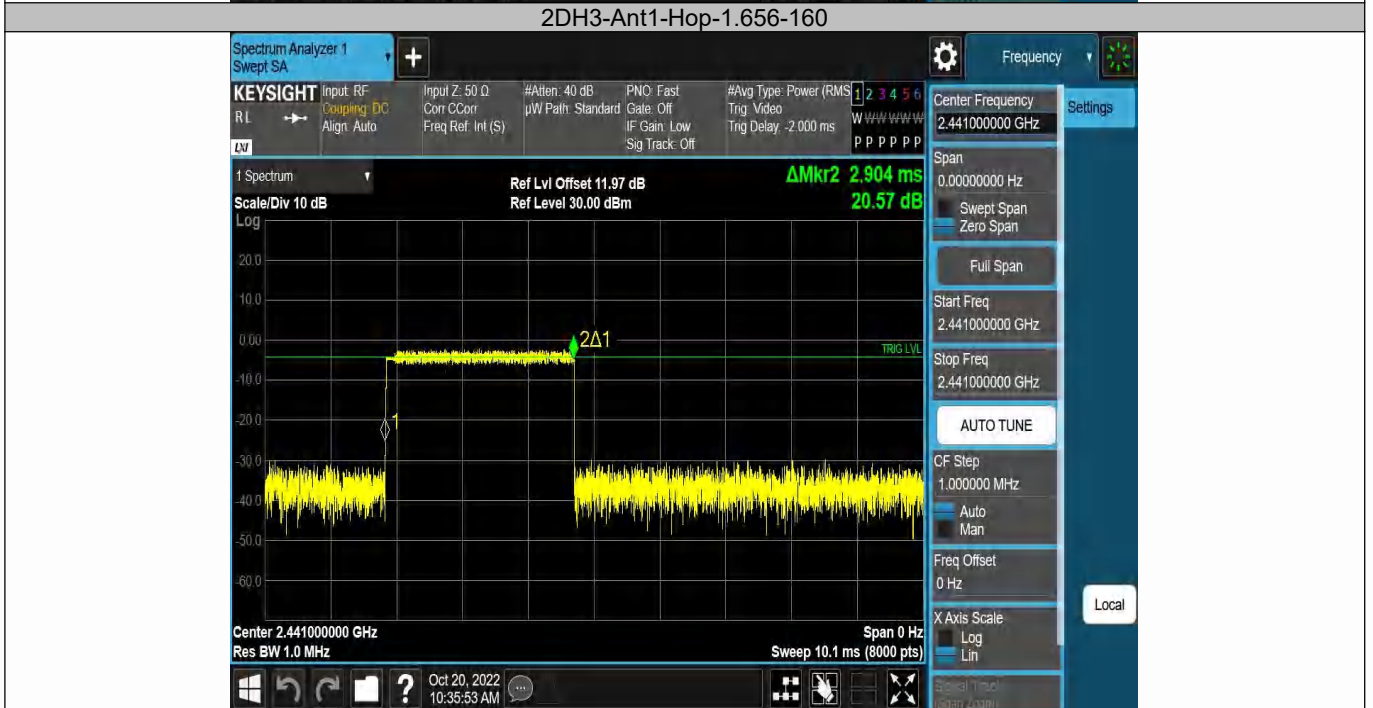 2DH3-Ant1-Hop-1.656-160
Spectrum Analyzer 1
Swept SA
+
Frequency
KEYSIGHT
RL
LXI
Input: RF
Coupling: DC
Align: Auto
Input Z: 50 Ω
Corr CCorr
Freq Ref: Int (S)
#Atten: 40 dB
µW Path: Standard
PNO: Fast
Gate: Off
IF Gain: Low
Sig Track: Off
#Avg Type: Power (RMS
Trig: Video
Trig Delay: -2.000 ms
1 2 3 4 5 6
W W W W W W
P P P P P P
Center Frequency
2.441000000 GHz
Settings
1 Spectrum
Scale/Div 10 dB
Ref Lvl Offset 11.97 dB
Ref Level 30.00 dBm
ΔMkr2 2.904 ms
20.57 dB
Span
0.00000000 Hz
Swept Span
Zero Span
Full Span
Start Freq
2.441000000 GHz
Stop Freq
2.441000000 GHz
AUTO TUNE
CF Step
1.000000 MHz
Auto
Man
Freq Offset
0 Hz
X Axis Scale
Log
Lin
Local
Log
20.0
10.0
0.00
-10.0
-20.0
-30.0
-40.0
-50.0
-60.0
2Δ1
1
TRIG LVL
Center 2.441000000 GHz
Res BW 1.0 MHz
Span 0 Hz
Sweep 10.1 ms (8000 pts)
?
Oct 20, 2022
10:35:53 AM